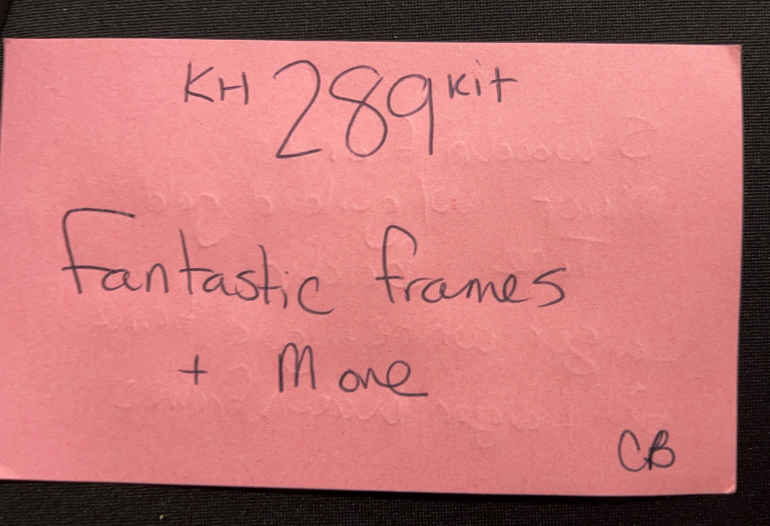 KH 289 Kit
Fantastic frames
+ More
CB